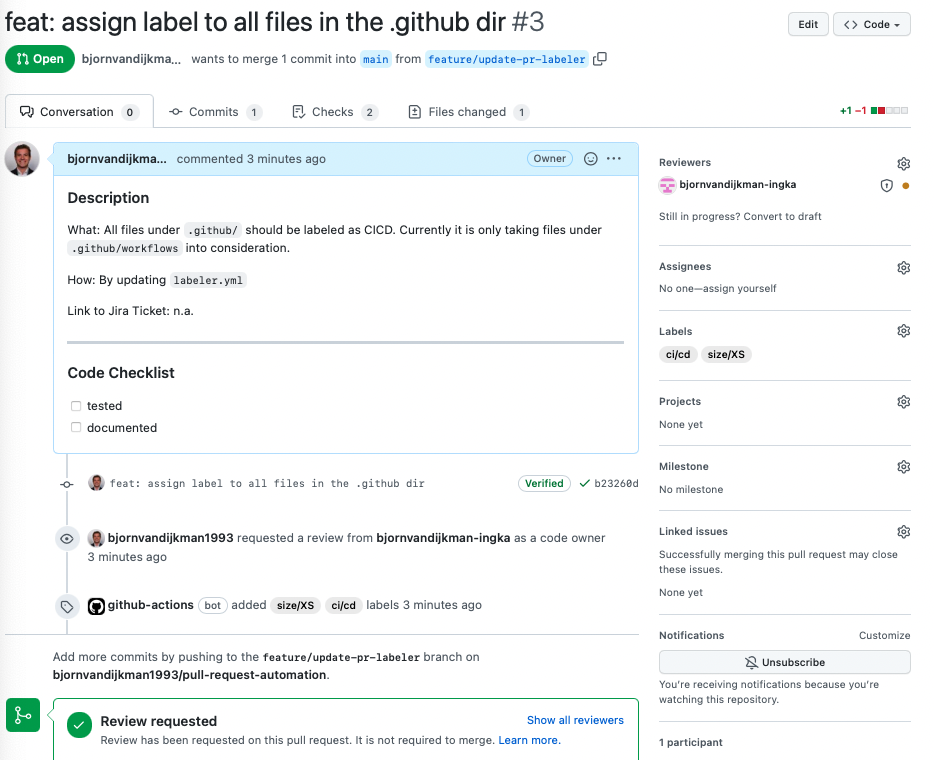 feat: assign label to all files in the .github dir #3
Edit
<> Code
Open
bjornvandijkma... wants to merge 1 commit into main from feature/update-pr-labeler
Conversation 0
Commits 1
Checks 2
Files changed 1
+1 −1
bjornvandijkma... commented 3 minutes ago
Owner
Description
What: All files under .github/ should be labeled as CICD. Currently it is only taking files under
.github/workflows into consideration.
How: By updating labeler.yml
Link to Jira Ticket: n.a.
Code Checklist
tested
documented
feat: assign label to all files in the .github dir
Verified
b23260d
bjornvandijkman1993 requested a review from bjornvandijkman-ingka as a code owner
3 minutes ago
github-actions bot added size/XS ci/cd labels 3 minutes ago
Add more commits by pushing to the feature/update-pr-labeler branch on
bjornvandijkman1993/pull-request-automation.
Review requested
Show all reviewers
Review has been requested on this pull request. It is not required to merge. Learn more.
Reviewers
bjornvandijkman-ingka
Still in progress? Convert to draft
Assignees
No one—assign yourself
Labels
ci/cd size/XS
Projects
None yet
Milestone
No milestone
Linked issues
Successfully merging this pull request may close
these issues.
None yet
Notifications
Customize
Unsubscribe
You're receiving notifications because you're
watching this repository.
1 participant